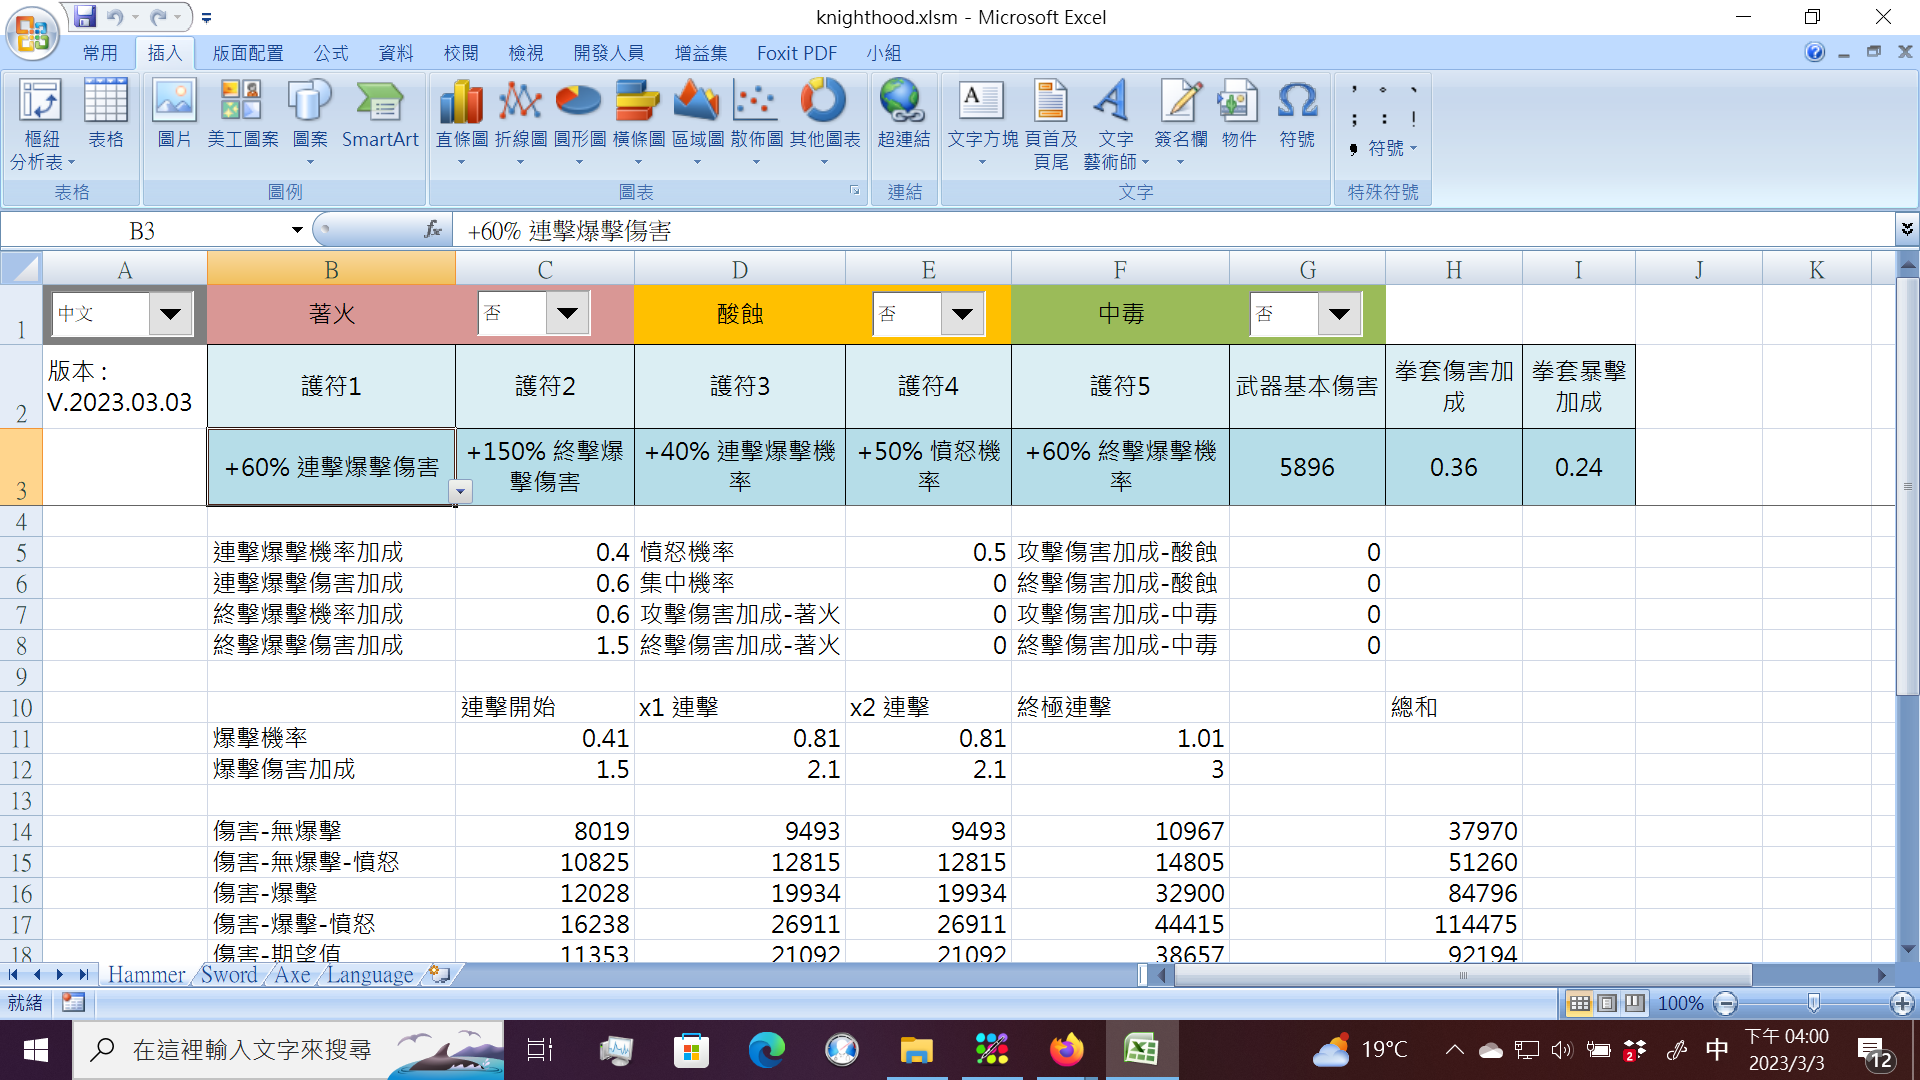 knighthood.xlsm - Microsoft Excel
常用 插入 版面配置 公式 資料 校閱 檢視 開發人員 增益集 Foxit PDF 小組
樞紐分析表 表格 圖片 美工圖案 圖案 SmartArt 直條圖 折線圖 圓形圖 橫條圖 區域圖 散佈圖 其他圖表 超連結 文字方塊 頁首及頁尾 文字藝術師 簽名欄 物件 符號 符號
表格 圖例 圖表 連結 文字 特殊符號
B3 fx +60% 連擊爆擊傷害
A B C D E F G H I J K
1 中文 著火 否 酸蝕 否 中毒 否
2 版本 : V.2023.03.03 護符1 護符2 護符3 護符4 護符5 武器基本傷害 拳套傷害加成 拳套暴擊加成
3 +60% 連擊爆擊傷害 +150% 終擊爆擊傷害 +40% 連擊爆擊機率 +50% 憤怒機率 +60% 終擊爆擊機率 5896 0.36 0.24
4
5 連擊爆擊機率加成 0.4 憤怒機率 0.5 攻擊傷害加成-酸蝕 0
6 連擊爆擊傷害加成 0.6 集中機率 0 終擊傷害加成-酸蝕 0
7 終擊爆擊機率加成 0.6 攻擊傷害加成-著火 0 攻擊傷害加成-中毒 0
8 終擊爆擊傷害加成 1.5 終擊傷害加成-著火 0 終擊傷害加成-中毒 0
9
10 連擊開始 x1 連擊 x2 連擊 終極連擊 總和
11 爆擊機率 0.41 0.81 0.81 1.01
12 爆擊傷害加成 1.5 2.1 2.1 3
13
14 傷害-無爆擊 8019 9493 9493 10967 37970
15 傷害-無爆擊-憤怒 10825 12815 12815 14805 51260
16 傷害-爆擊 12028 19934 19934 32900 84796
17 傷害-爆擊-憤怒 16238 26911 26911 44415 114475
18 傷害-期望值 11353 21092 21092 38657 92194
Hammer Sword Axe Language
就緒 100%
在這裡輸入文字來搜尋 19°C 2 中 下午 04:00 12
2023/3/3